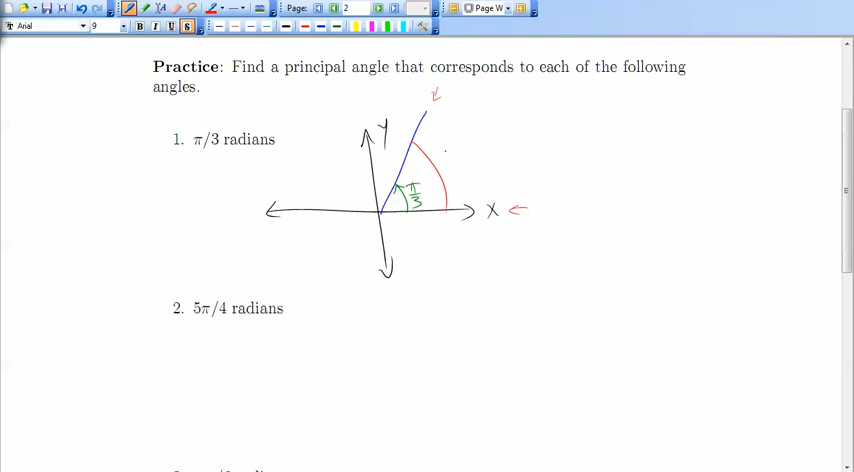 Page: 2 Page W
Arial 9 B I U S
Practice: Find a principal angle that corresponds to each of the following
angles.
1. π/3 radians
y
π/3
x
2. 5π/4 radians